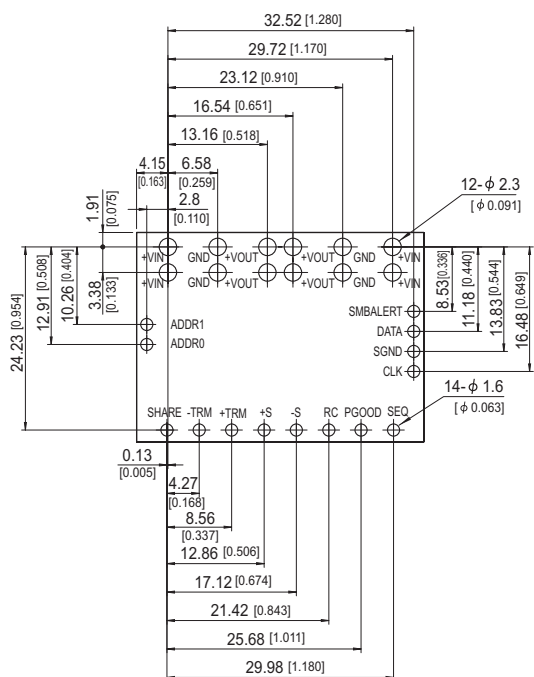 32.52 [1.280]
29.72 [1.170]
23.12 [0.910]
16.54 [0.651]
13.16 [0.518]
4.15 [0.163]
6.58 [0.259]
2.8 [0.110]
12-ϕ 2.3
[ϕ 0.091]
1.91 [0.075]
3.38 [0.133]
10.26 [0.404]
12.91 [0.508]
24.23 [0.954]
+VIN GND +VOUT +VOUT GND +VIN
+VIN GND +VOUT +VOUT GND +VIN
ADDR1
ADDR0
SMBALERT
DATA
SGND
CLK
8.53 [0.336]
11.18 [0.440]
13.83 [0.544]
16.48 [0.649]
14-ϕ 1.6
[ϕ 0.063]
SHARE -TRM +TRM +S -S RC PGOOD SEQ
0.13 [0.005]
4.27 [0.168]
8.56 [0.337]
12.86 [0.506]
17.12 [0.674]
21.42 [0.843]
25.68 [1.011]
29.98 [1.180]